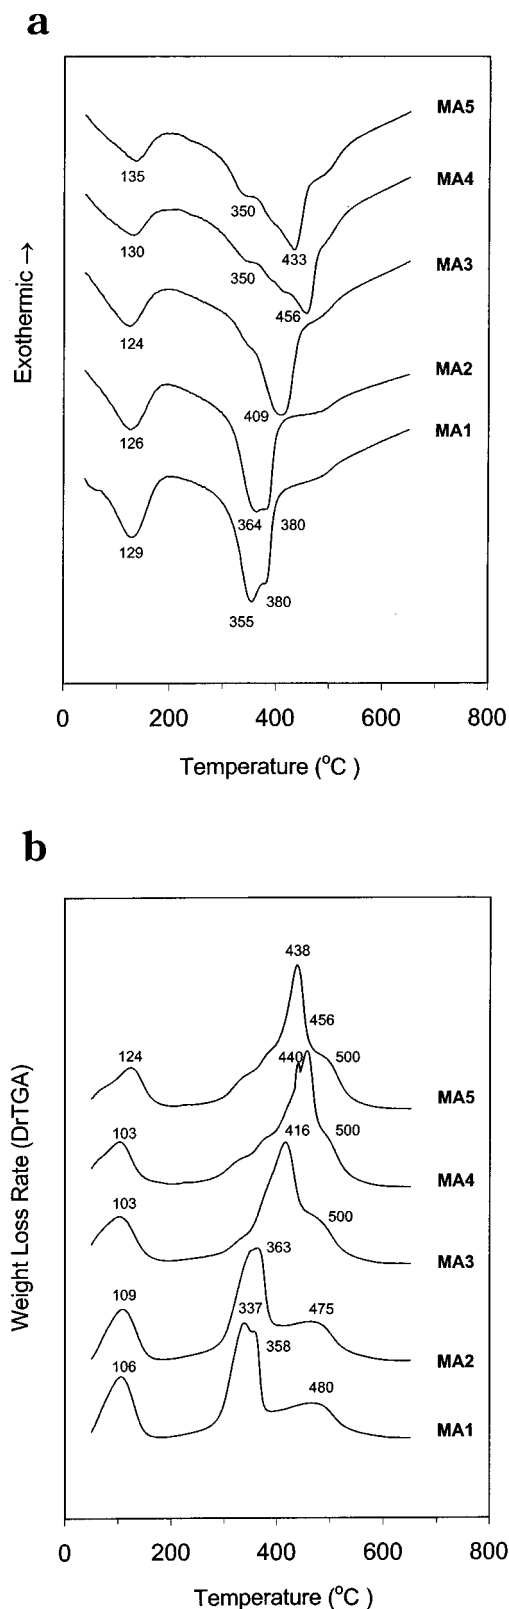 a
MA5
135
MA4
350
130
433
350
MA3
456
124
MA2
409
126
MA1
364
380
129
380
355
Exothermic →
0
200
400
600
800
Temperature (°C )
b
438
456
124
440
500
MA5
103
416
500
MA4
103
500
363
MA3
109
337
475
358
MA2
106
480
MA1
Weight Loss Rate (DrTGA)
0
200
400
600
800
Temperature (°C )